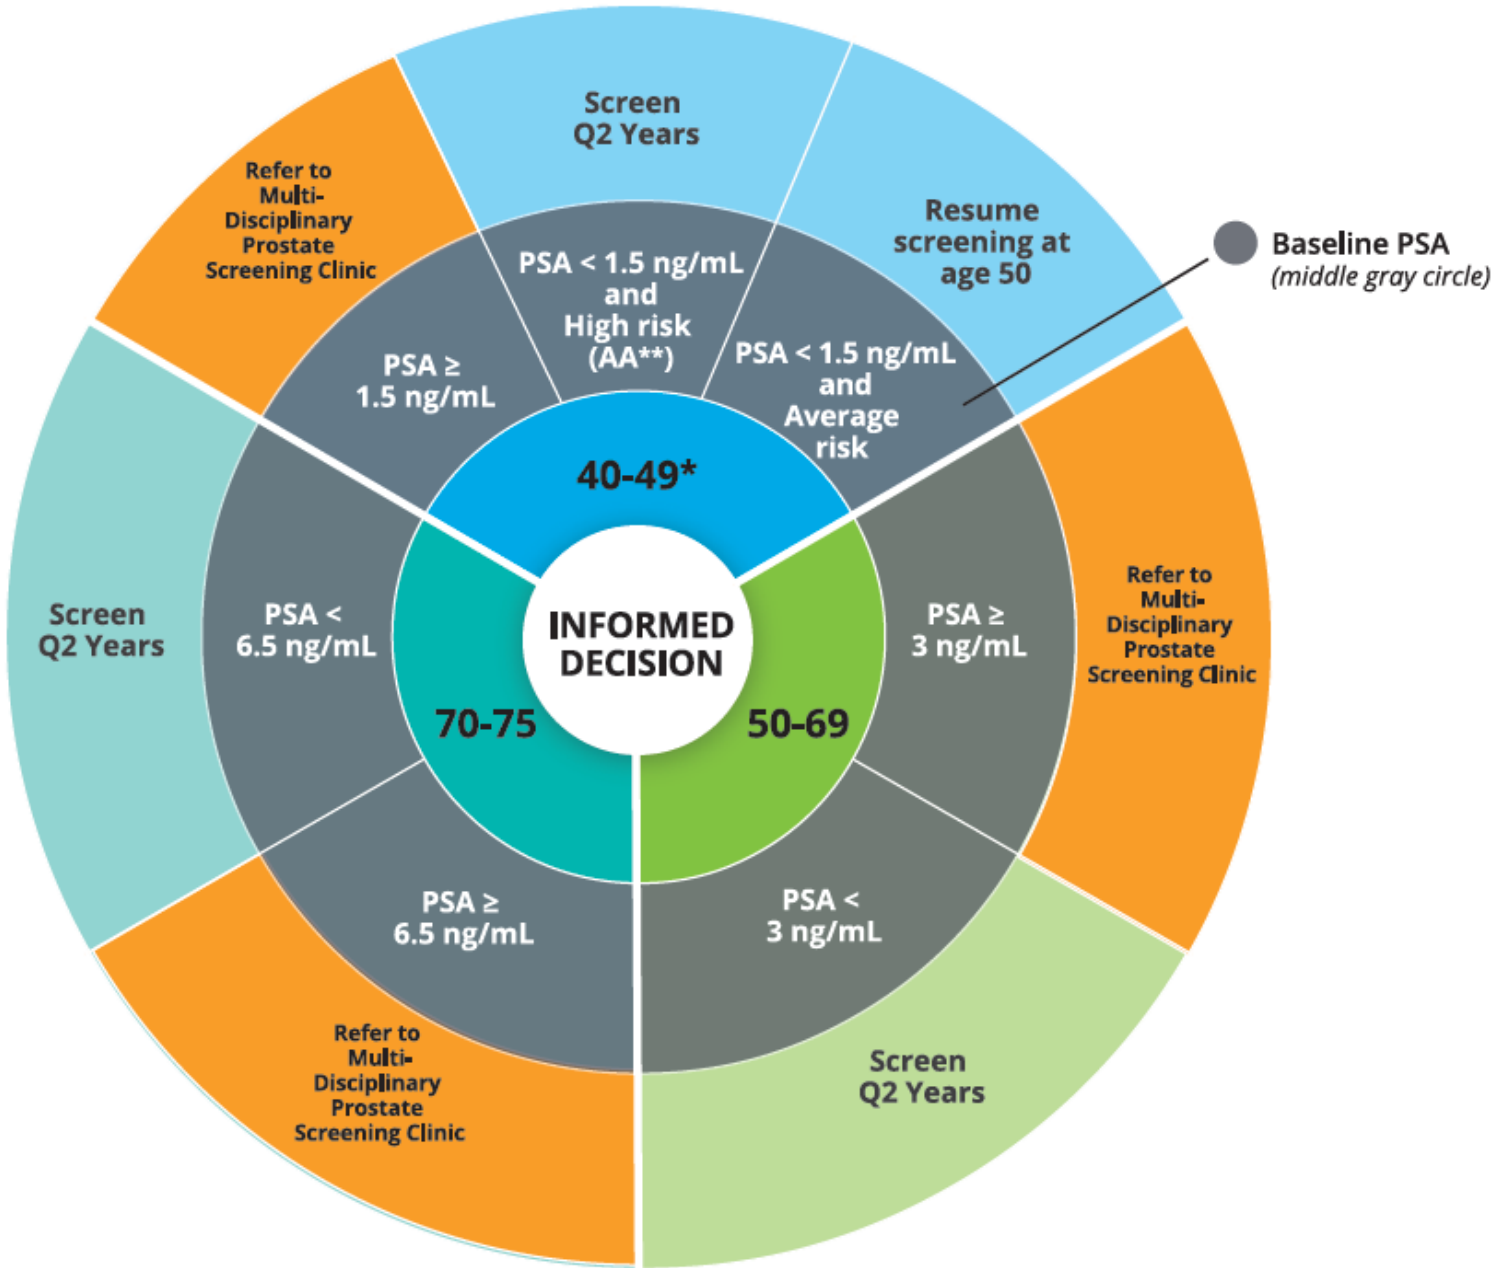 Screen
Q2 Years
Resume
screening at
age 50
Baseline PSA
(middle gray circle)
Refer to
Multi-
Disciplinary
Prostate
Screening Clinic
PSA < 1.5 ng/mL
and
High risk
(AA**)
PSA < 1.5 ng/mL
and
Average
risk
PSA ≥
1.5 ng/mL
40-49*
INFORMED
DECISION
70-75
50-69
PSA <
6.5 ng/mL
Screen
Q2 Years
PSA ≥
3 ng/mL
Refer to
Multi-
Disciplinary
Prostate
Screening Clinic
PSA ≥
6.5 ng/mL
PSA <
3 ng/mL
Refer to
Multi-
Disciplinary
Prostate
Screening Clinic
Screen
Q2 Years